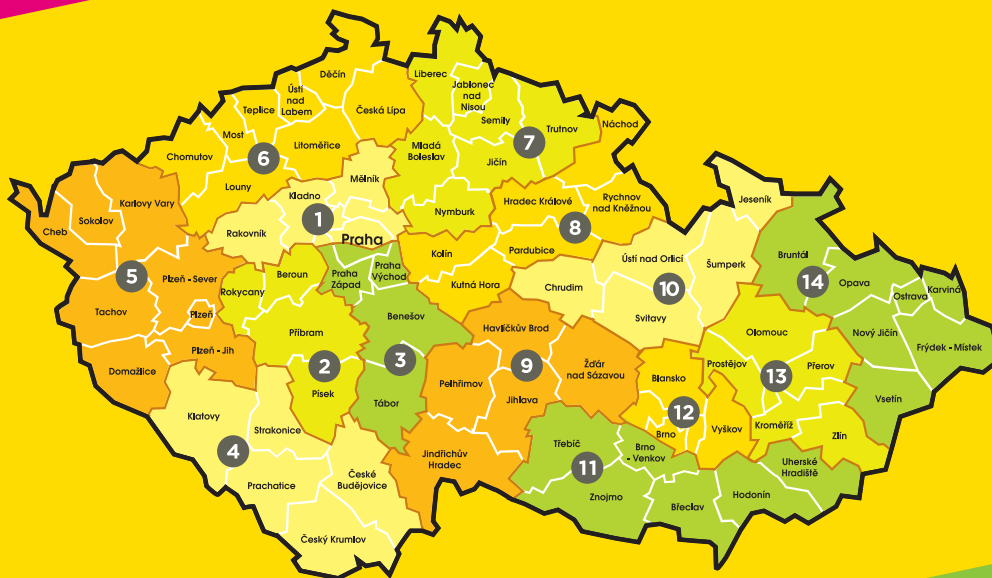 Děčín
Liberec
Ústí
nad
Labem
Jablonec
nad
Nisou
Teplice
Česká Lípa
Semily
Trutnov
Náchod
Most
Litoměřice
Mladá
Boleslav
7
Chomutov
6
Jičín
Louny
Mělník
Kladno
Karlovy Vary
Nymburk
Hradec Králové
Rychnov
nad Kněžnou
Jeseník
Sokolov
Cheb
Rakovník
1
Praha
8
Kolín
Pardubice
Bruntál
5
Plzeň - Sever
Beroun
Praha
Západ
Praha
Východ
Ústí nad Orlicí
Šumperk
14
Opava
Karviná
Ostrava
Rokycany
Kutná Hora
Chrudim
10
Tachov
Plzeň
Benešov
Svitavy
Příbram
Havlíčkův Brod
Olomouc
Nový Jičín
Frýdek - Místek
Plzeň - Jih
3
Domažlice
2
9
Žďár
nad Sázavou
Prostějov
Přerov
13
Písek
Pelhřimov
Blansko
Jihlava
Tábor
Vsetín
Klatovy
12
Strakonice
Brno
Vyškov
Kroměříž
Zlín
4
Třebíč
Brno
- Venkov
Jindřichův
Hradec
11
Uherské
Hradiště
České
Budějovice
Prachatice
Znojmo
Hodonín
Břeclav
Český Krumlov